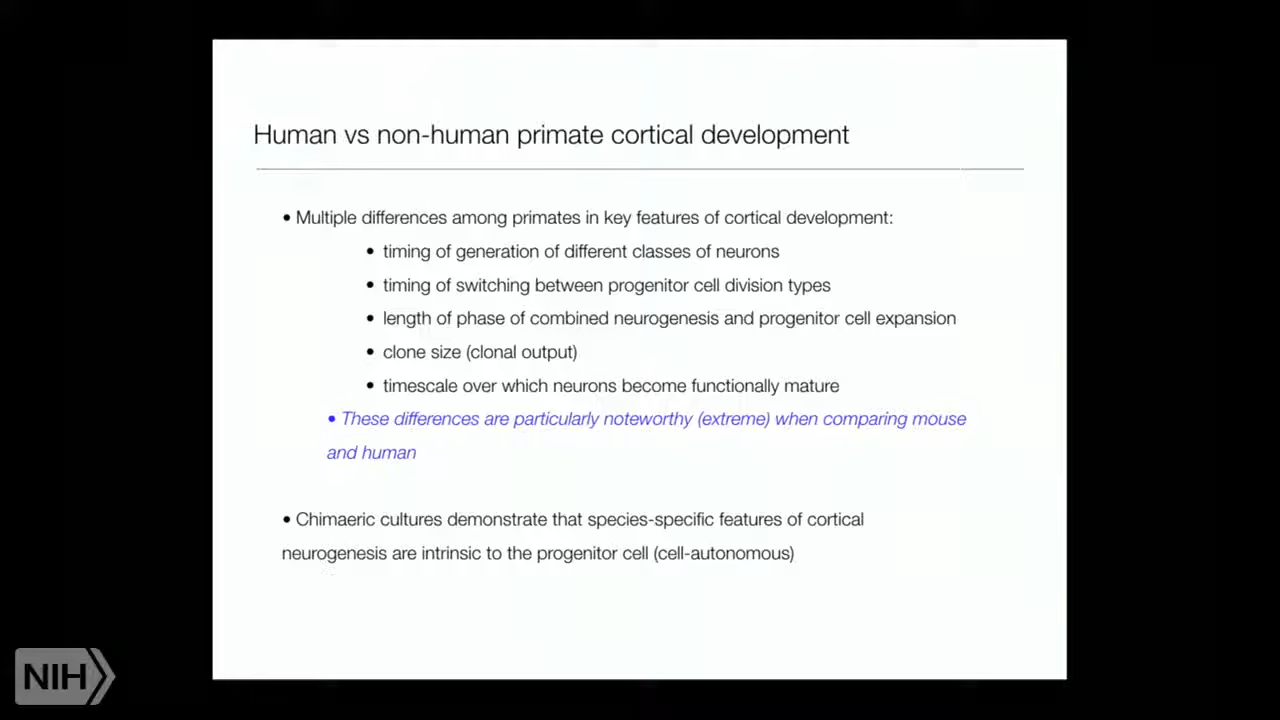 Human vs non-human primate cortical development
• Multiple differences among primates in key features of cortical development:
• timing of generation of different classes of neurons
• timing of switching between progenitor cell division types
• length of phase of combined neurogenesis and progenitor cell expansion
• clone size (clonal output)
• timescale over which neurons become functionally mature
• These differences are particularly noteworthy (extreme) when comparing mouse
and human
• Chimaeric cultures demonstrate that species-specific features of cortical
neurogenesis are intrinsic to the progenitor cell (cell-autonomous)
NIH